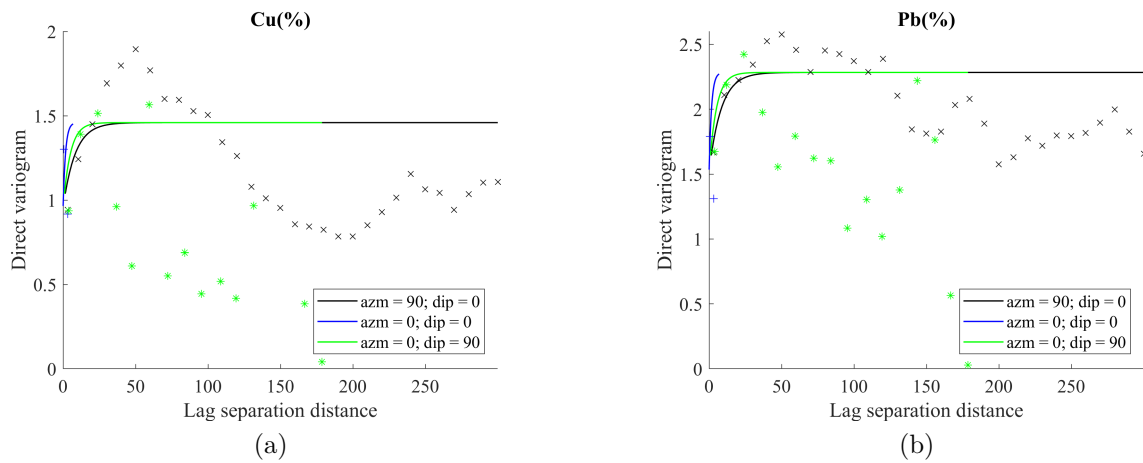 Cu(%)
2
1.5
1
0.5
0
Direct variogram
0 50 100 150 200 250
Lag separation distance
azm = 90; dip = 0
azm = 0; dip = 0
azm = 0; dip = 90
(a)
Pb(%)
2.5
2
1.5
1
0.5
0
Direct variogram
0 50 100 150 200 250
Lag separation distance
azm = 90; dip = 0
azm = 0; dip = 0
azm = 0; dip = 90
(b)